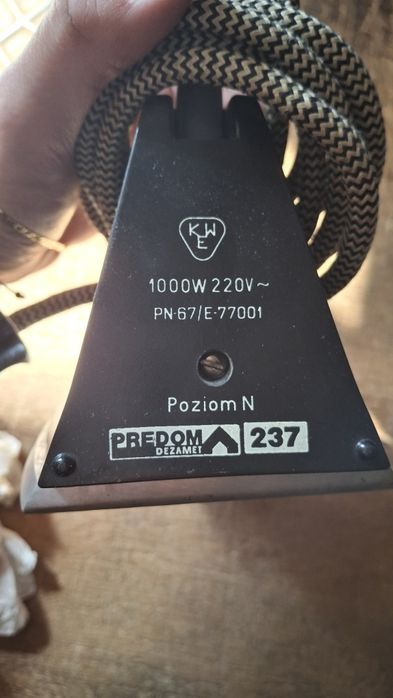 KWE
1000W 220V~
PN-67/E-77001
Poziom N
PREDOM DEZAMET 237